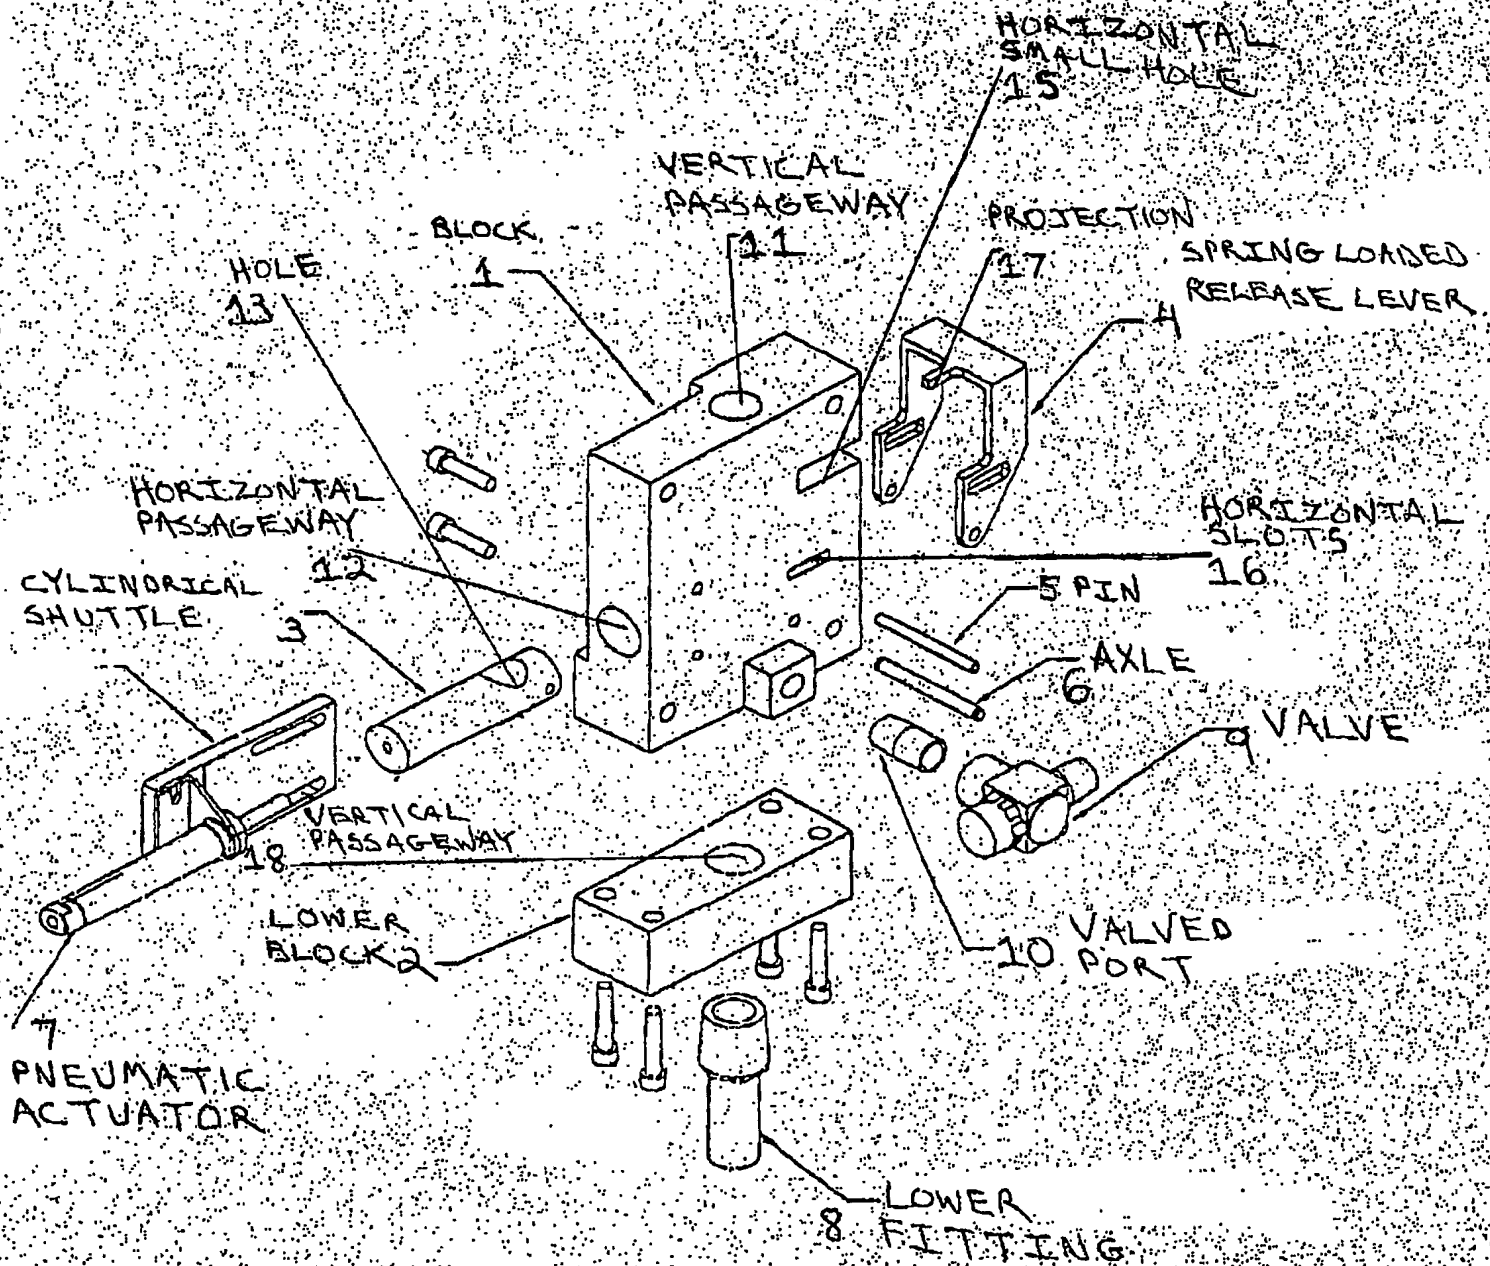 HORIZONTAL
SMALL HOLE
15
VERTICAL
PASSAGEWAY
11
PROJECTION
17
BLOCK
1
SPRING LOADED
RELEASE LEVER
4
HOLE
13
HORIZONTAL
PASSAGEWAY
12
HORIZONTAL
SLOTS
16
CYLINDRICAL
SHUTTLE
3
5 PIN
AXLE
6
9 VALVE
VERTICAL
PASSAGEWAY
18
LOWER
BLOCK 2
VALVED
10 PORT
7
PNEUMATIC
ACTUATOR
LOWER
8 FITTING